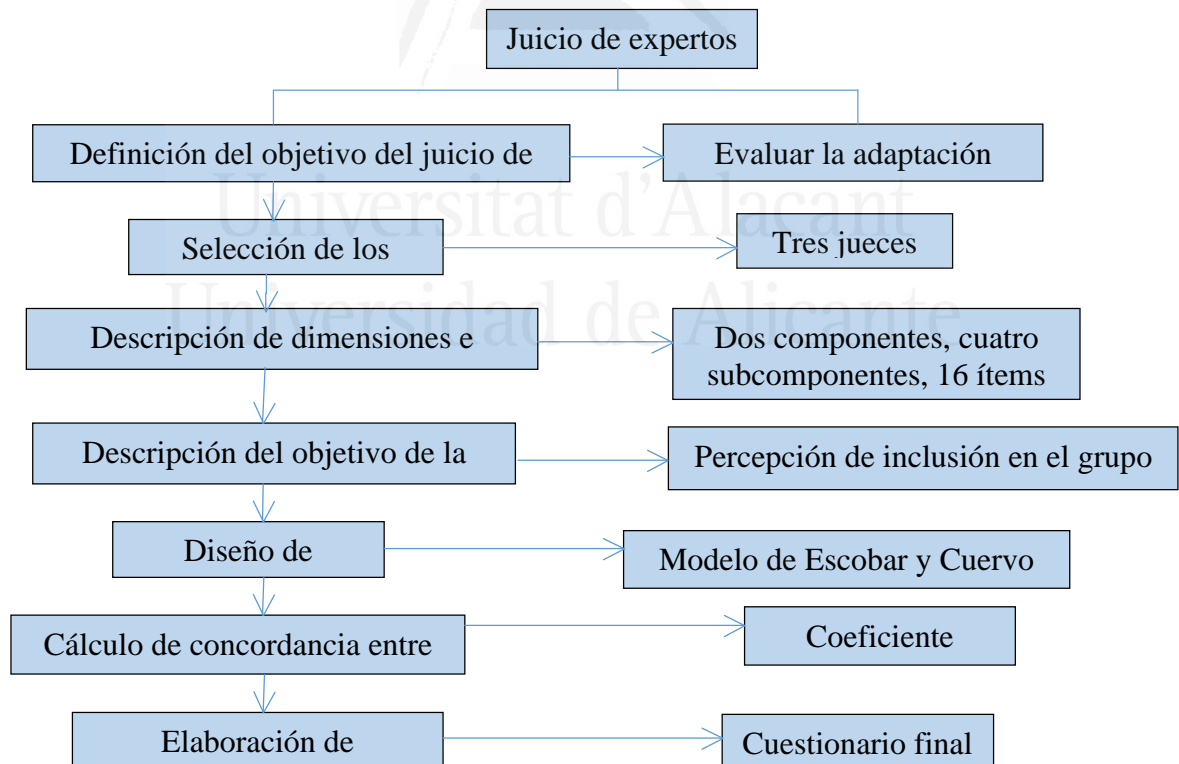 Juicio de expertos
Definición del objetivo del juicio de
Evaluar la adaptación
Universitat d'Alacant
Selección de los
Tres jueces
Universidad de Alicante
Descripción de dimensiones e
Dos componentes, cuatro
subcomponentes, 16 ítems
Descripción del objetivo de la
Percepción de inclusión en el grupo
Diseño de
Modelo de Escobar y Cuervo
Cálculo de concordancia entre
Coeficiente
Elaboración de
Cuestionario final